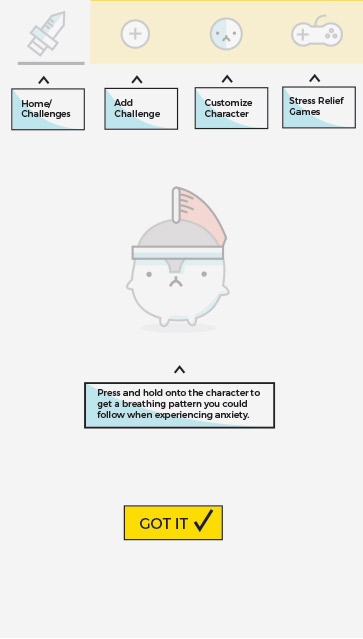 Home/
Challenges
Add
Challenge
Customize
Character
Stress Relief
Games
Press and hold onto the character to
get a breathing pattern you could
follow when experiencing anxiety.
GOT IT